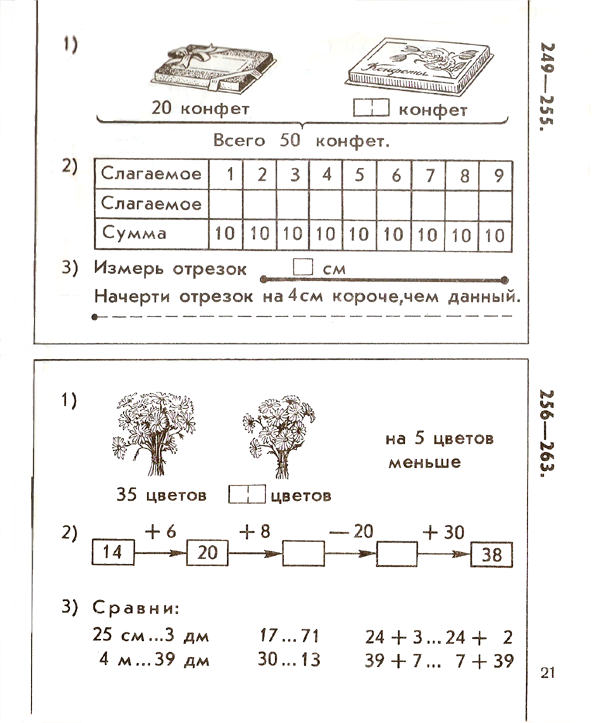 1)
Конфеты
20 конфет   конфет
Всего 50 конфет.
2) Слагаемое 1 2 3 4 5 6 7 8 9
Слагаемое
Сумма 10 10 10 10 10 10 10 10 10
3) Измерь отрезок   см
Начерти отрезок на 4 см короче, чем данный.
249—255.
1)
на 5 цветов
меньше
35 цветов   цветов
2) + 6 + 8 — 20 + 30
14 20 38
3) Сравни:
25 см...3 дм 17...71 24 + 3...24 + 2
4 м...39 дм 30...13 39 + 7... 7 + 39
256—263.
21